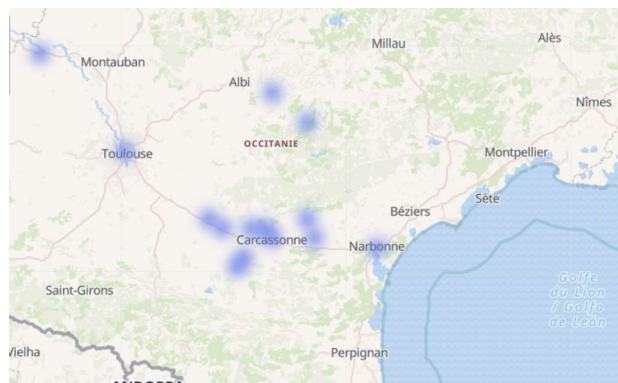 Alès
Millau
Montauban
Albi
Nîmes
OCCITANIE
Toulouse
Montpellier
Sète
Béziers
Carcassonne
Narbonne
Golfe
du Lion
/ Golfo
de León
Saint-Girons
Vielha
Perpignan
ANDORRA